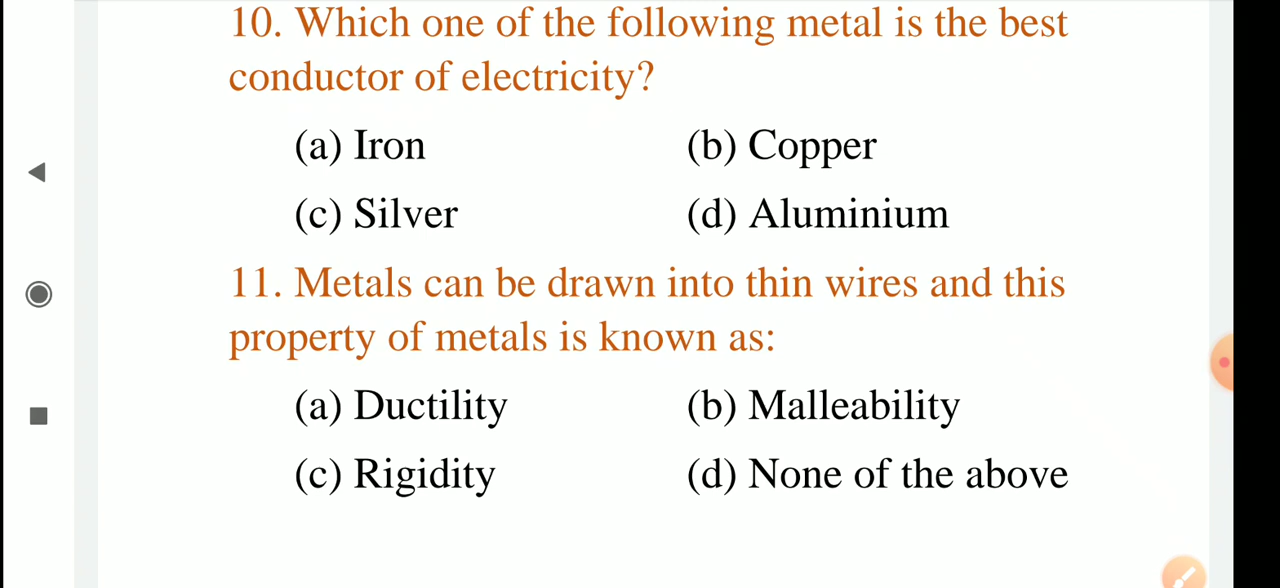 10. Which one of the following metal is the best
conductor of electricity?
(a) Iron (b) Copper
(c) Silver (d) Aluminium
11. Metals can be drawn into thin wires and this
property of metals is known as:
(a) Ductility (b) Malleability
(c) Rigidity (d) None of the above